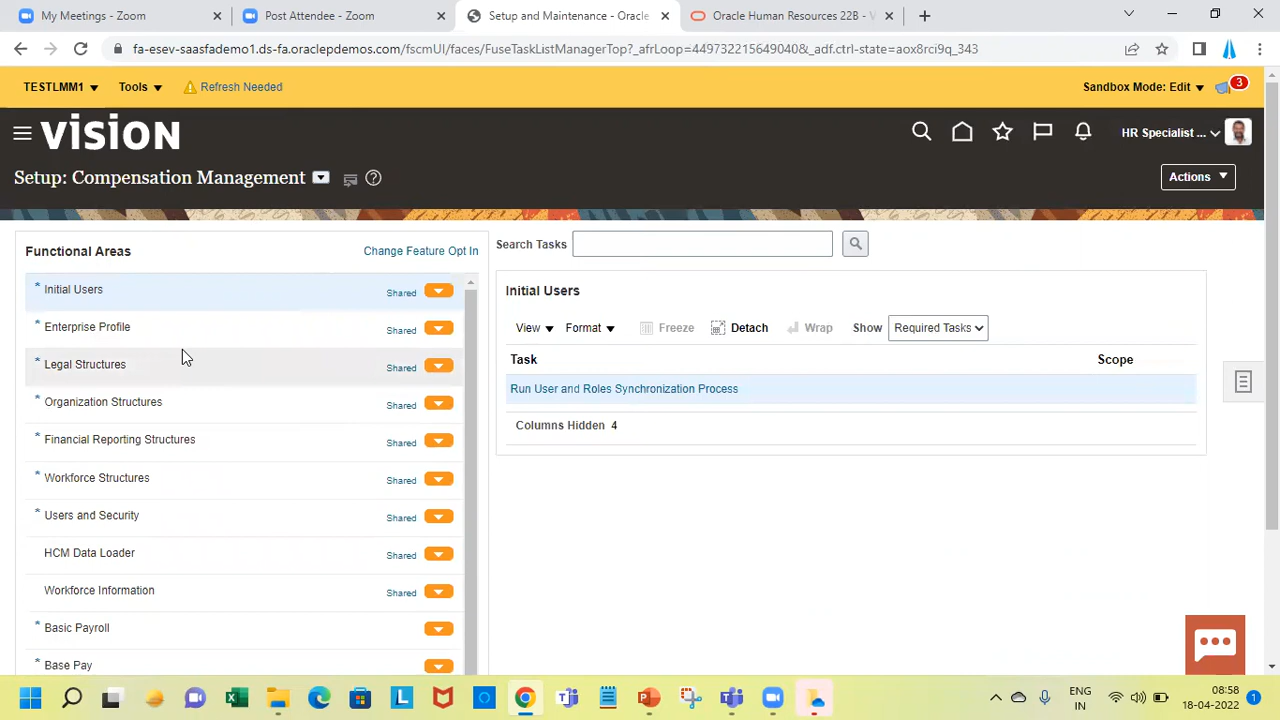 My Meetings - Zoom
Post Attendee - Zoom
Setup and Maintenance - Oracle
Oracle Human Resources 22B - W
fa-esev-saasfademo1.ds-fa.oraclepdemos.com/fscmUI/faces/FuseTaskListManagerTop?_afrLoop=449732215649040&_adf.ctrl-state=aox8rci9q_343
TESTLMM1
Tools
Refresh Needed
Sandbox Mode: Edit
3
VISION
HR Specialist ...
Setup: Compensation Management
Actions
Functional Areas
Change Feature Opt In
Search Tasks
* Initial Users Shared
* Enterprise Profile Shared
* Legal Structures Shared
* Organization Structures Shared
* Financial Reporting Structures Shared
* Workforce Structures Shared
* Users and Security Shared
HCM Data Loader Shared
Workforce Information Shared
* Basic Payroll
* Base Pay
Initial Users
View Format Freeze Detach Wrap Show Required Tasks
Task Scope
Run User and Roles Synchronization Process
Columns Hidden 4
ENG
IN
08:58
18-04-2022
1